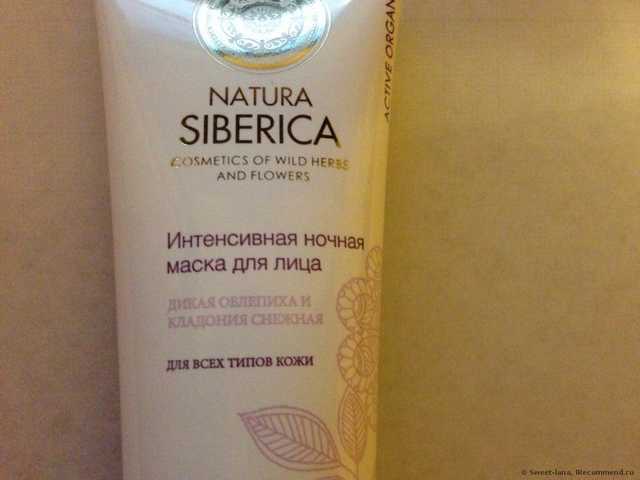 NATURA
SIBERICA
COSMETICS OF WILD HERBS
AND FLOWERS
Интенсивная ночная
маска для лица
ДИКАЯ ОБЛЕПИХА И
КЛАДОНИЯ СНЕЖНАЯ
ДЛЯ ВСЕХ ТИПОВ КОЖИ
ACTIVE ORGAN
© Sweet-lana, IRecommend.ru